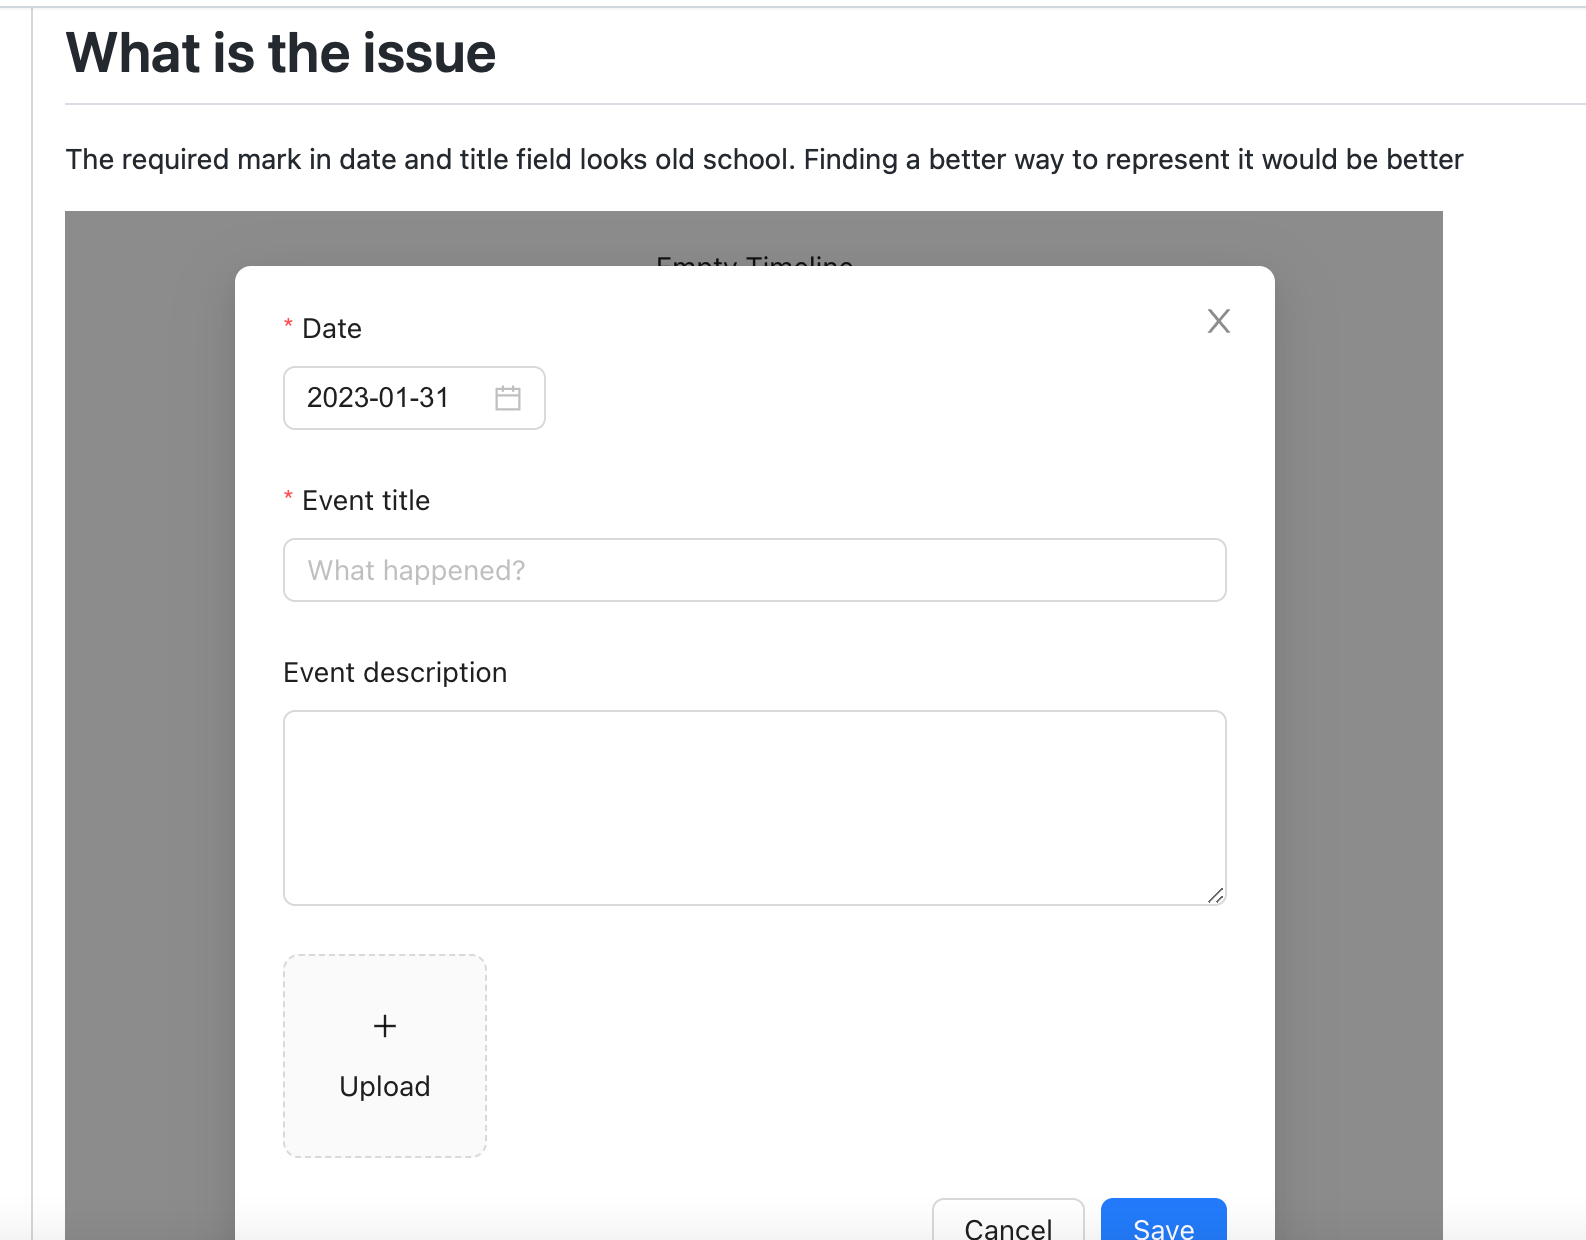 What is the issue
The required mark in date and title field looks old school. Finding a better way to represent it would be better
Empty Timeline
* Date
2023-01-31
* Event title
What happened?
Event description
+
Upload
Cancel
Save